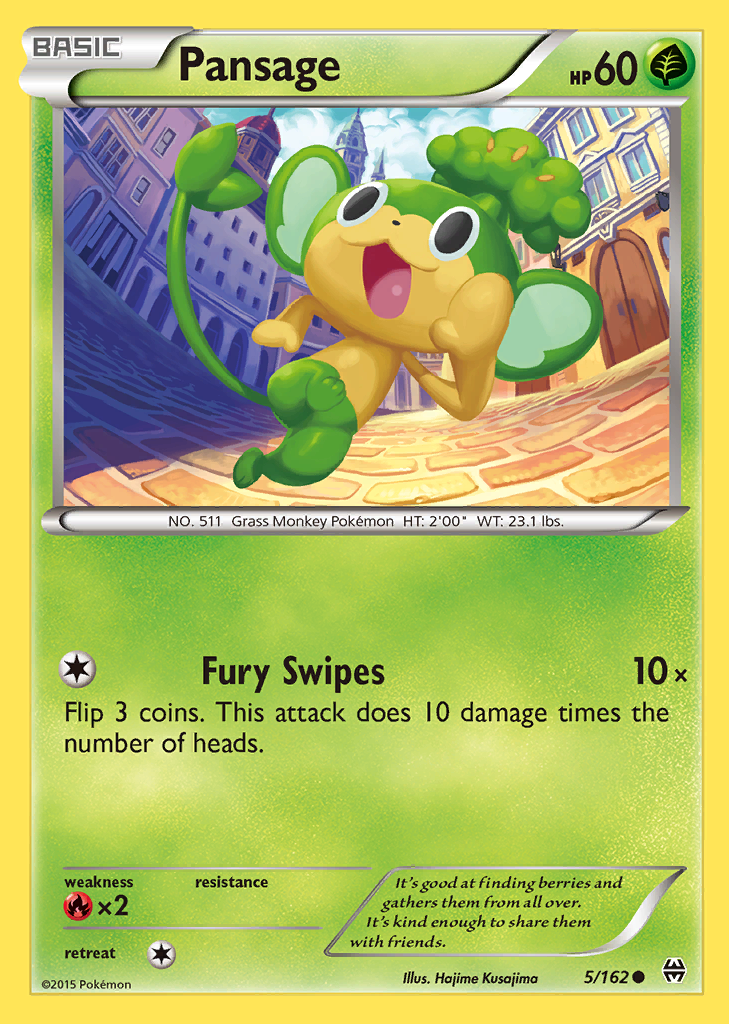 BASIC
Pansage
HP60
NO. 511 Grass Monkey Pokémon HT: 2'00" WT: 23.1 lbs.
Fury Swipes 10×
Flip 3 coins. This attack does 10 damage times the
number of heads.
weakness resistance
×2
retreat
It's good at finding berries and
gathers them from all over.
It's kind enough to share them
with friends.
©2015 Pokémon
Illus. Hajime Kusajima
5/162